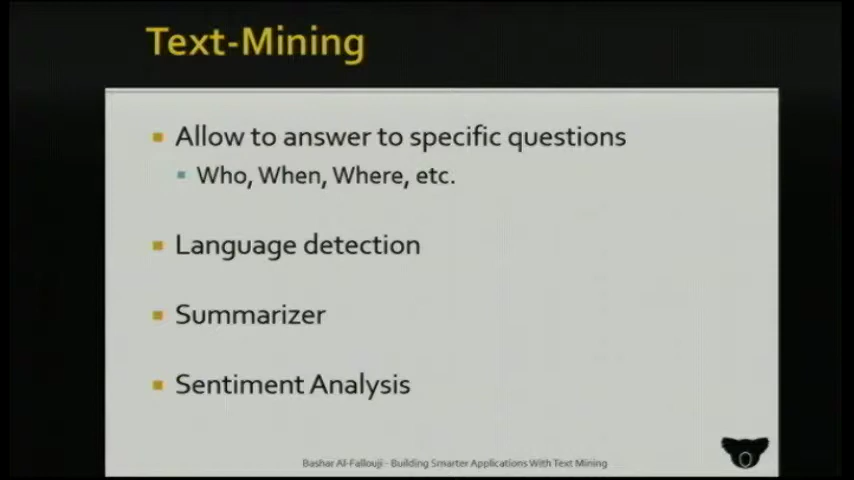 Text-Mining
Allow to answer to specific questions
Who, When, Where, etc.
Language detection
Summarizer
Sentiment Analysis
Bashar Al-Fallouji - Building Smarter Applications With Text Mining